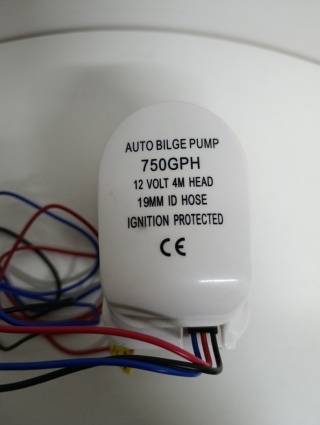 AUTO BILGE PUMP
750GPH
12 VOLT 4M HEAD
19MM ID HOSE
IGNITION PROTECTED
CE